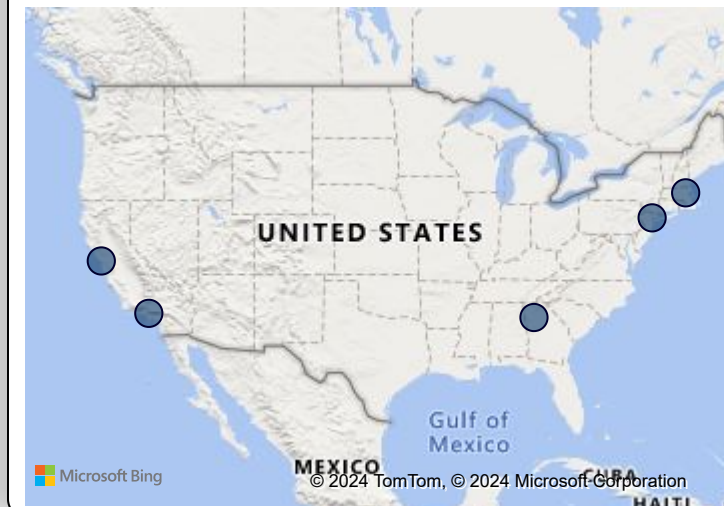 UNITED STATES
Gulf of
Mexico
MEXICO
CUBA
Microsoft Bing
© 2024 TomTom, © 2024 Microsoft Corporation
HAITI